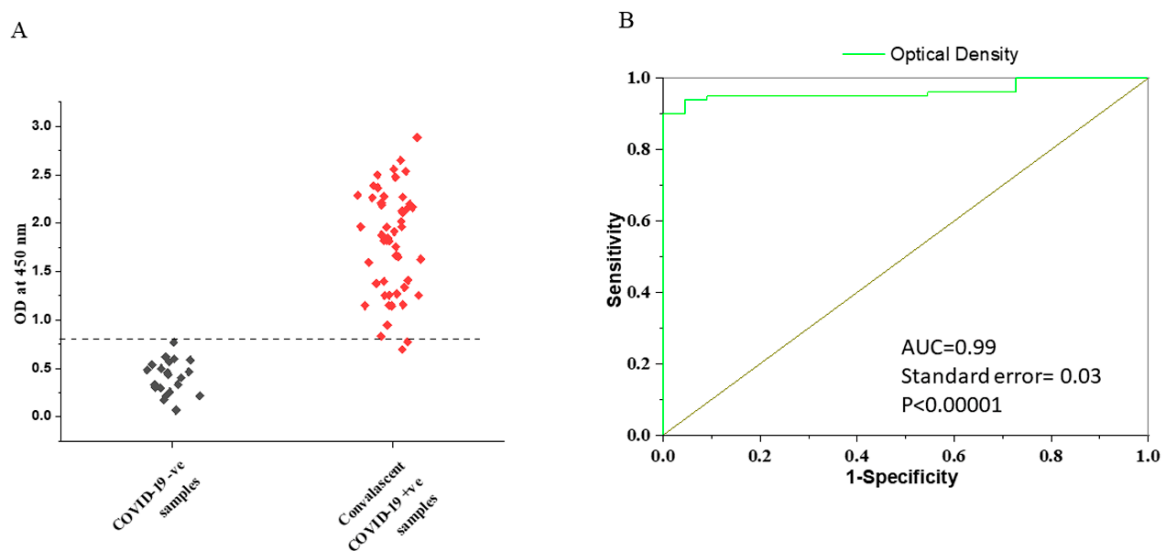 A
OD at 450 nm
3.0
2.5
2.0
1.5
1.0
0.5
0.0
COVID-19 -ve
samples
Convalascent
COVID-19 +ve
samples
B
Optical Density
Sensitivity
1.0
0.8
0.6
0.4
0.2
0.0
AUC=0.99
Standard error= 0.03
P<0.00001
0.0 0.2 0.4 0.6 0.8 1.0
1-Specificity